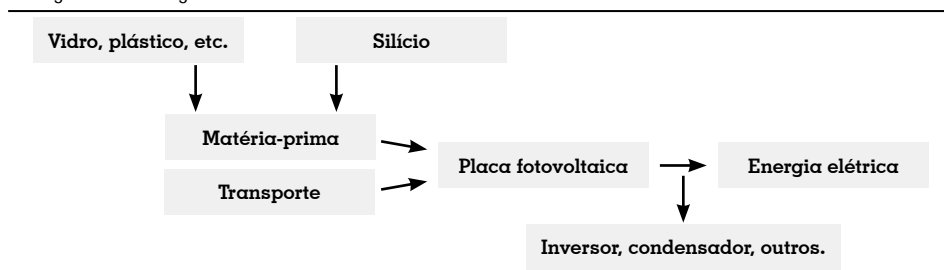 Vidro, plástico, etc.
Silício
Matéria-prima
Transporte
Placa fotovoltaica
Energia elétrica
Inversor, condensador, outros.